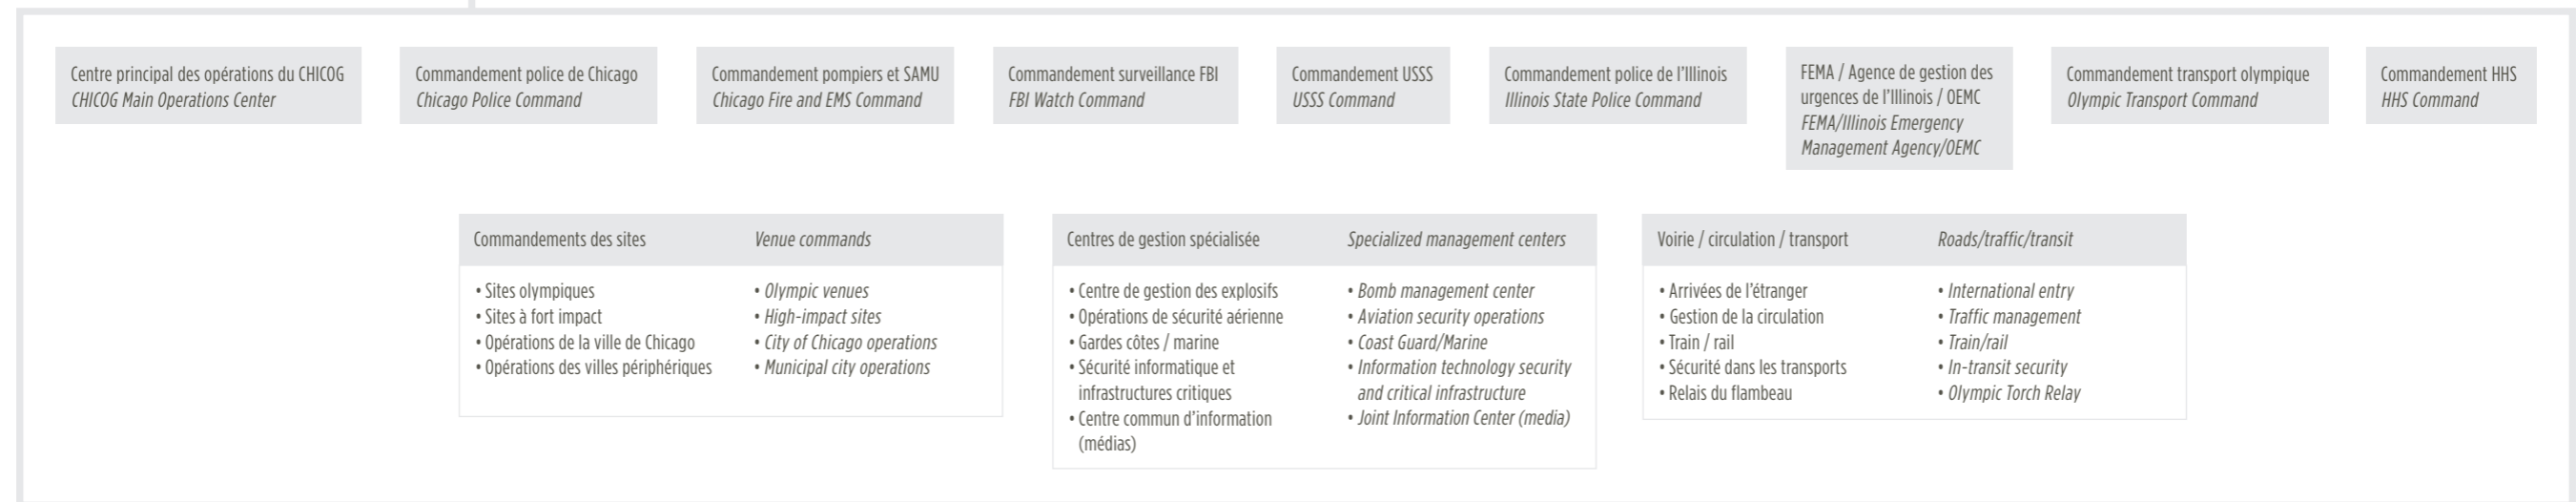 Centre principal des opérations du CHICOG
CHICOG Main Operations Center
Commandement police de Chicago
Chicago Police Command
Commandement pompiers et SAMU
Chicago Fire and EMS Command
Commandement surveillance FBI
FBI Watch Command
Commandement USSS
USSS Command
Commandement police de l'Illinois
Illinois State Police Command
FEMA / Agence de gestion des
urgences de l'Illinois / OEMC
FEMA/Illinois Emergency
Management Agency/OEMC
Commandement transport olympique
Olympic Transport Command
Commandement HHS
HHS Command
Commandements des sites
Venue commands
• Sites olympiques
• Sites à fort impact
• Opérations de la ville de Chicago
• Opérations des villes périphériques
• Olympic venues
• High-impact sites
• City of Chicago operations
• Municipal city operations
Centres de gestion spécialisée
Specialized management centers
• Centre de gestion des explosifs
• Opérations de sécurité aérienne
• Gardes côtes / marine
• Sécurité informatique et
infrastructures critiques
• Centre commun d'information
(médias)
• Bomb management center
• Aviation security operations
• Coast Guard/Marine
• Information technology security
and critical infrastructure
• Joint Information Center (media)
Voirie / circulation / transport
Roads/traffic/transit
• Arrivées de l'étranger
• Gestion de la circulation
• Train / rail
• Sécurité dans les transports
• Relais du flambeau
• International entry
• Traffic management
• Train/rail
• In-transit security
• Olympic Torch Relay